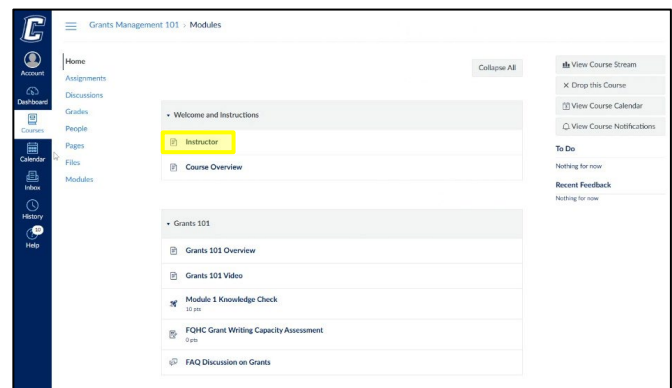 Grants Management 101 › Modules
Account
Dashboard
Courses
Calendar
Inbox
History
10
Help
Home
Assignments
Discussions
Grades
People
Pages
Files
Modules
Collapse All
Welcome and Instructions
Instructor
Course Overview
Grants 101
Grants 101 Overview
Grants 101 Video
Module 1 Knowledge Check
10 pts
FQHC Grant Writing Capacity Assessment
0 pts
FAQ Discussion on Grants
View Course Stream
Drop this Course
View Course Calendar
View Course Notifications
To Do
Nothing for now
Recent Feedback
Nothing for now